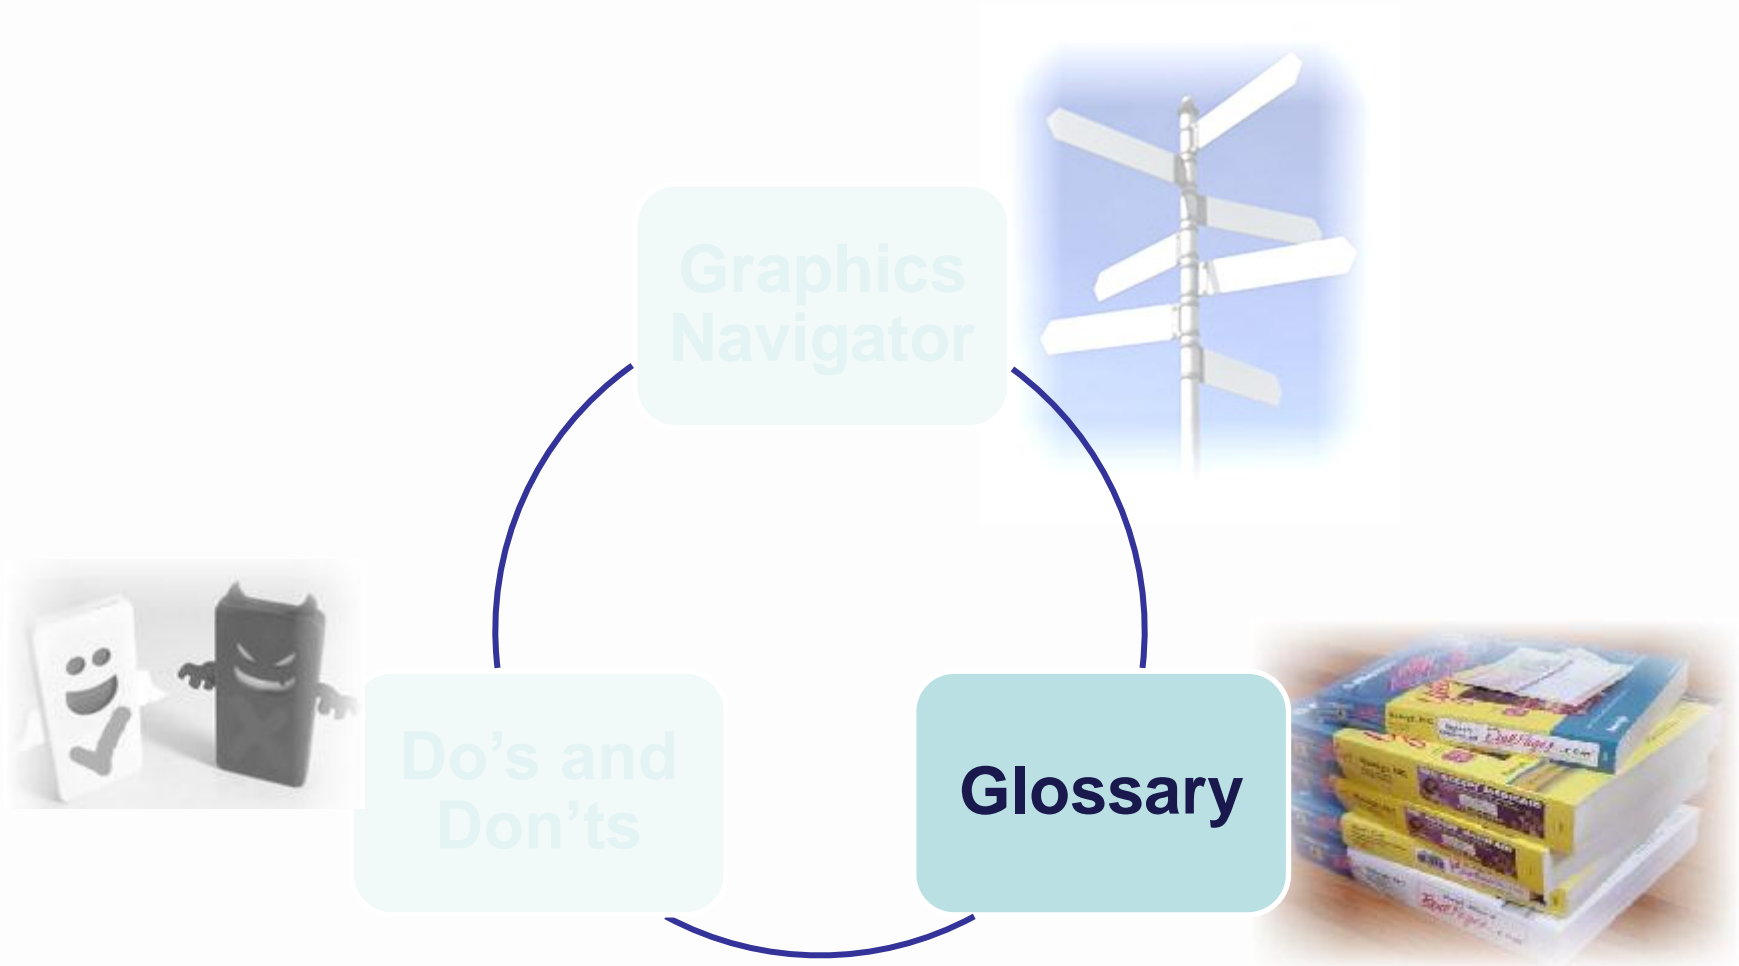 Graphics
Navigator
Do’s and
Don’ts
Glossary